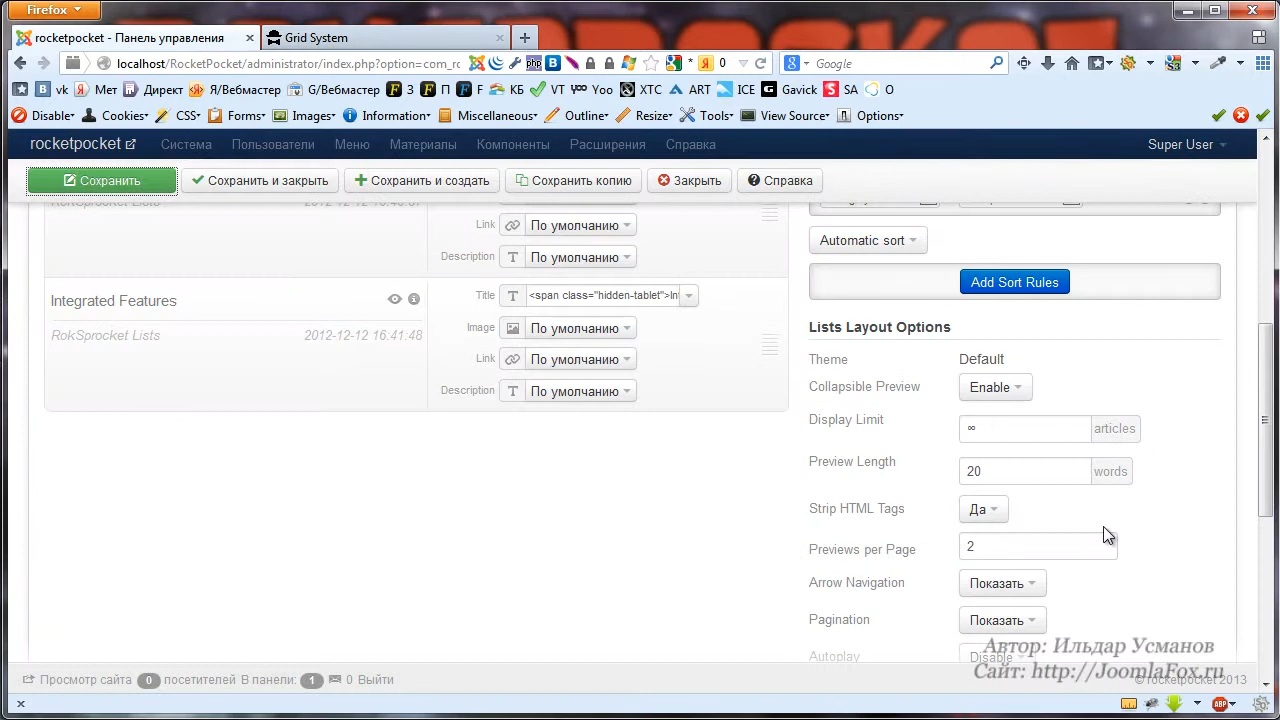 Firefox
rocketpocket - Панель управления
Grid System
localhost/RocketPocket/administrator/index.php?option=com_rc
php
B
* Я 0
Google
vk Мет Директ Я/Вебмастер G/Вебмастер З П F КБ VT Yoo XTC ART ICE Gavick SA O
Disable Cookies CSS Forms Images Information Miscellaneous Outline Resize Tools View Source Options
rocketpocket Система Пользователи Меню Материалы Компоненты Расширения Справка Super User
Сохранить Сохранить и закрыть Сохранить и создать Сохранить копию Закрыть Справка
RokSprocket Lists
Link По умолчанию
Description По умолчанию
Integrated Features
RokSprocket Lists 2012-12-12 16:41:48
Title <span class="hidden-tablet">Int
Image По умолчанию
Link По умолчанию
Description По умолчанию
Automatic sort
Add Sort Rules
Lists Layout Options
Theme Default
Collapsible Preview Enable
Display Limit ∞ articles
Preview Length 20 words
Strip HTML Tags Да
Previews per Page 2
Arrow Navigation Показать
Pagination Показать
Autoplay Disable
Автор: Ильдар Усманов
Сайт: http://JoomlaFox.ru
Просмотр сайта 0 посетителей В панели: 1 0 Выйти
© rocketpocket 2013
ABP